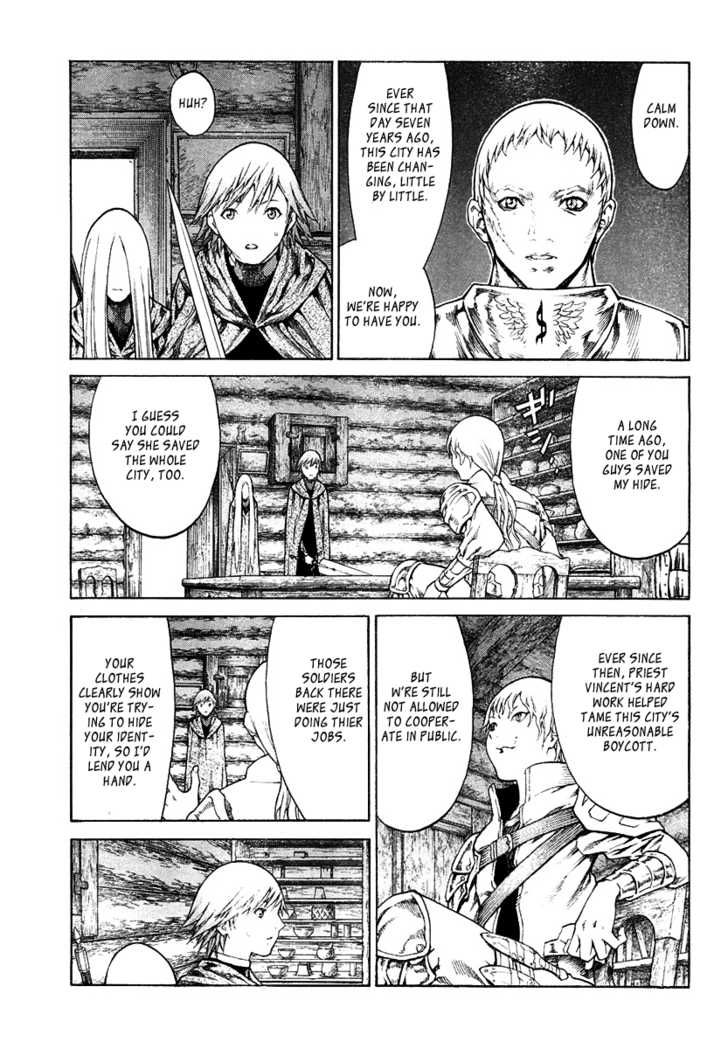 CALM
DOWN.
EVER
SINCE THAT
DAY SEVEN
YEARS AGO,
THIS CITY HAS
BEEN CHAN-
GING, LITTLE
BY LITTLE.
NOW,
WE'RE HAPPY
TO HAVE YOU.
HUH?
A LONG
TIME AGO,
ONE OF YOU
GUYS SAVED
MY HIDE.
ギシ
I GUESS
YOU COULD
SAY SHE SAVED
THE WHOLE
CITY, TOO.
EVER SINCE
THEN, PRIEST
VINCENT'S HARD
WORK HELPED
TAME THIS CITY'S
UNREASONABLE
BOYCOTT.
BUT
W'RE STILL
NOT ALLOWED
TO COOPER-
ATE IN PUBLIC.
THOSE
SOLDIERS
BACK THERE
WERE JUST
DOING THIER
JOBS.
YOUR
CLOTHES
CLEARLY SHOW
YOU'RE TRY-
ING TO HIDE
YOUR IDENT-
ITY, SO I'D
LEND YOU A
HAND.